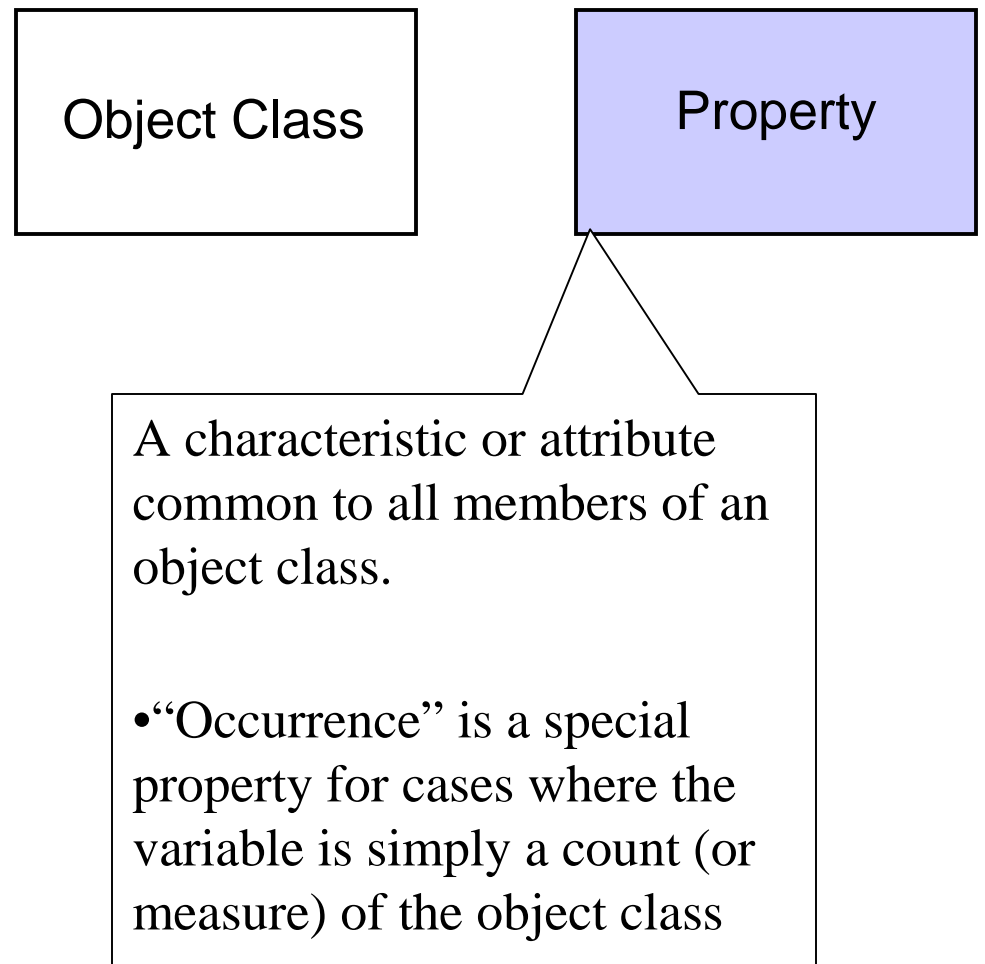 Object Class
Property
A characteristic or attribute
common to all members of an
object class.
•“Occurrence” is a special
property for cases where the
variable is simply a count (or
measure) of the object class